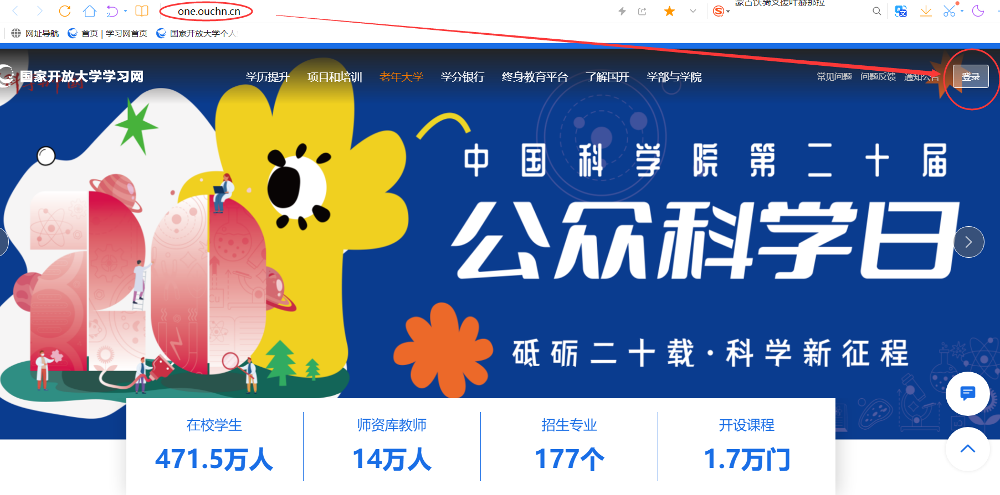 one.ouchn.cn
蒙古铁骑支援叶赫那拉
网址导航 首页 | 学习网首页 国家开放大学个人
国家开放大学学习网 学历提升 项目和培训 老年大学 学分银行 终身教育平台 了解国开 学部与学院 常见问题 问题反馈 通知公告 登录
中国科学院第二十届
公众科学日
砥砺二十载·科学新征程
在校学生 师资库教师 招生专业 开设课程
471.5万人 14万人 177个 1.7万门